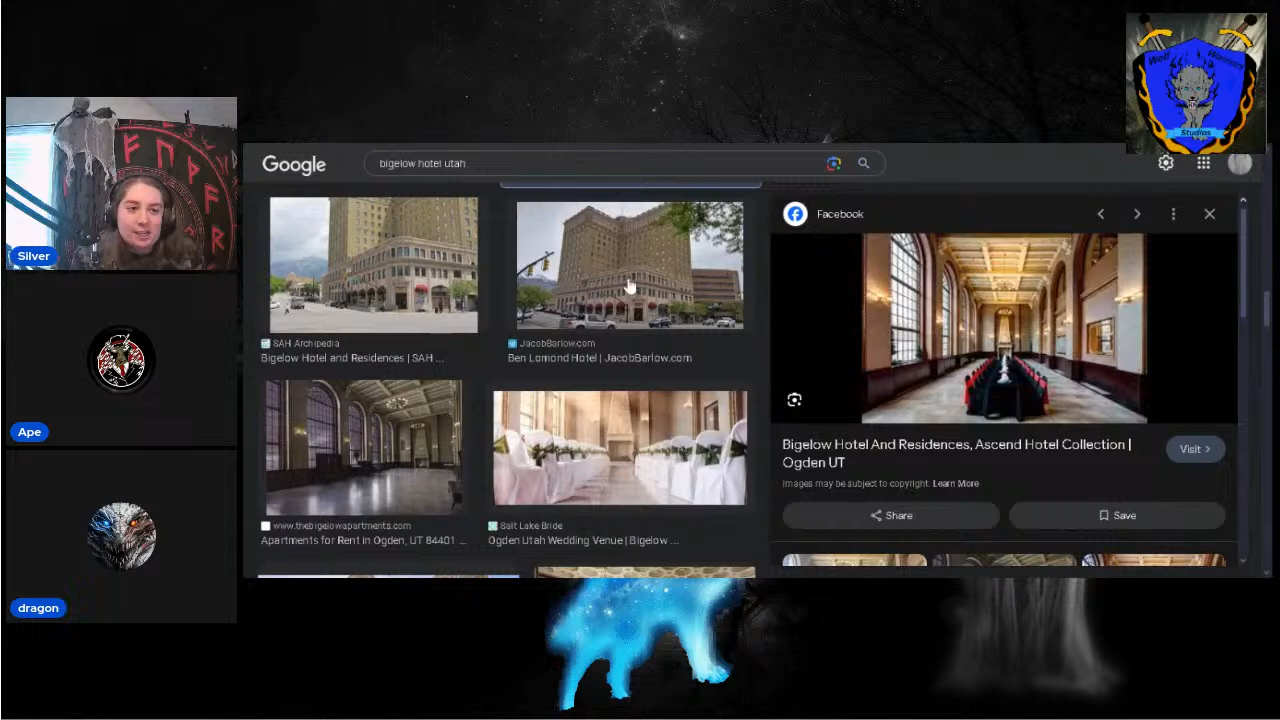 Wolf Warriors
Studios
Google
bigelow hotel utah
Facebook
Silver
SAH Archipedia
Bigelow Hotel and Residences | SAH ...
JacobBarlow.com
Ben Lomond Hotel | JacobBarlow.com
Ape
Bigelow Hotel And Residences, Ascend Hotel Collection |
Ogden UT
Visit >
Images may be subject to copyright. Learn More
Share
Save
www.thebigelowapartments.com
Apartments for Rent in Ogden, UT 84401 ...
Salt Lake Bride
Ogden Utah Wedding Venue | Bigelow ...
dragon